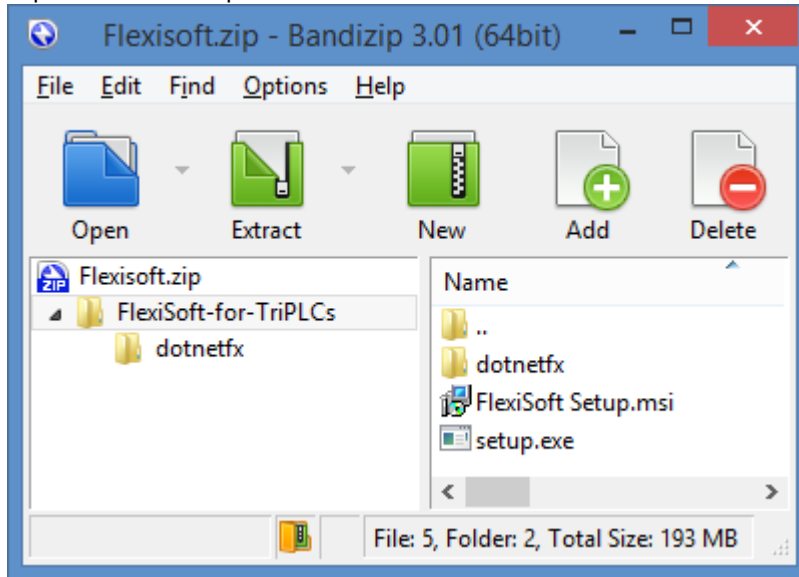 Flexisoft.zip - Bandizip 3.01 (64bit)
File Edit Find Options Help
Open Extract New Add Delete
Flexisoft.zip
FlexiSoft-for-TriPLCs
dotnetfx
Name
..
dotnetfx
FlexiSoft Setup.msi
setup.exe
File: 5, Folder: 2, Total Size: 193 MB